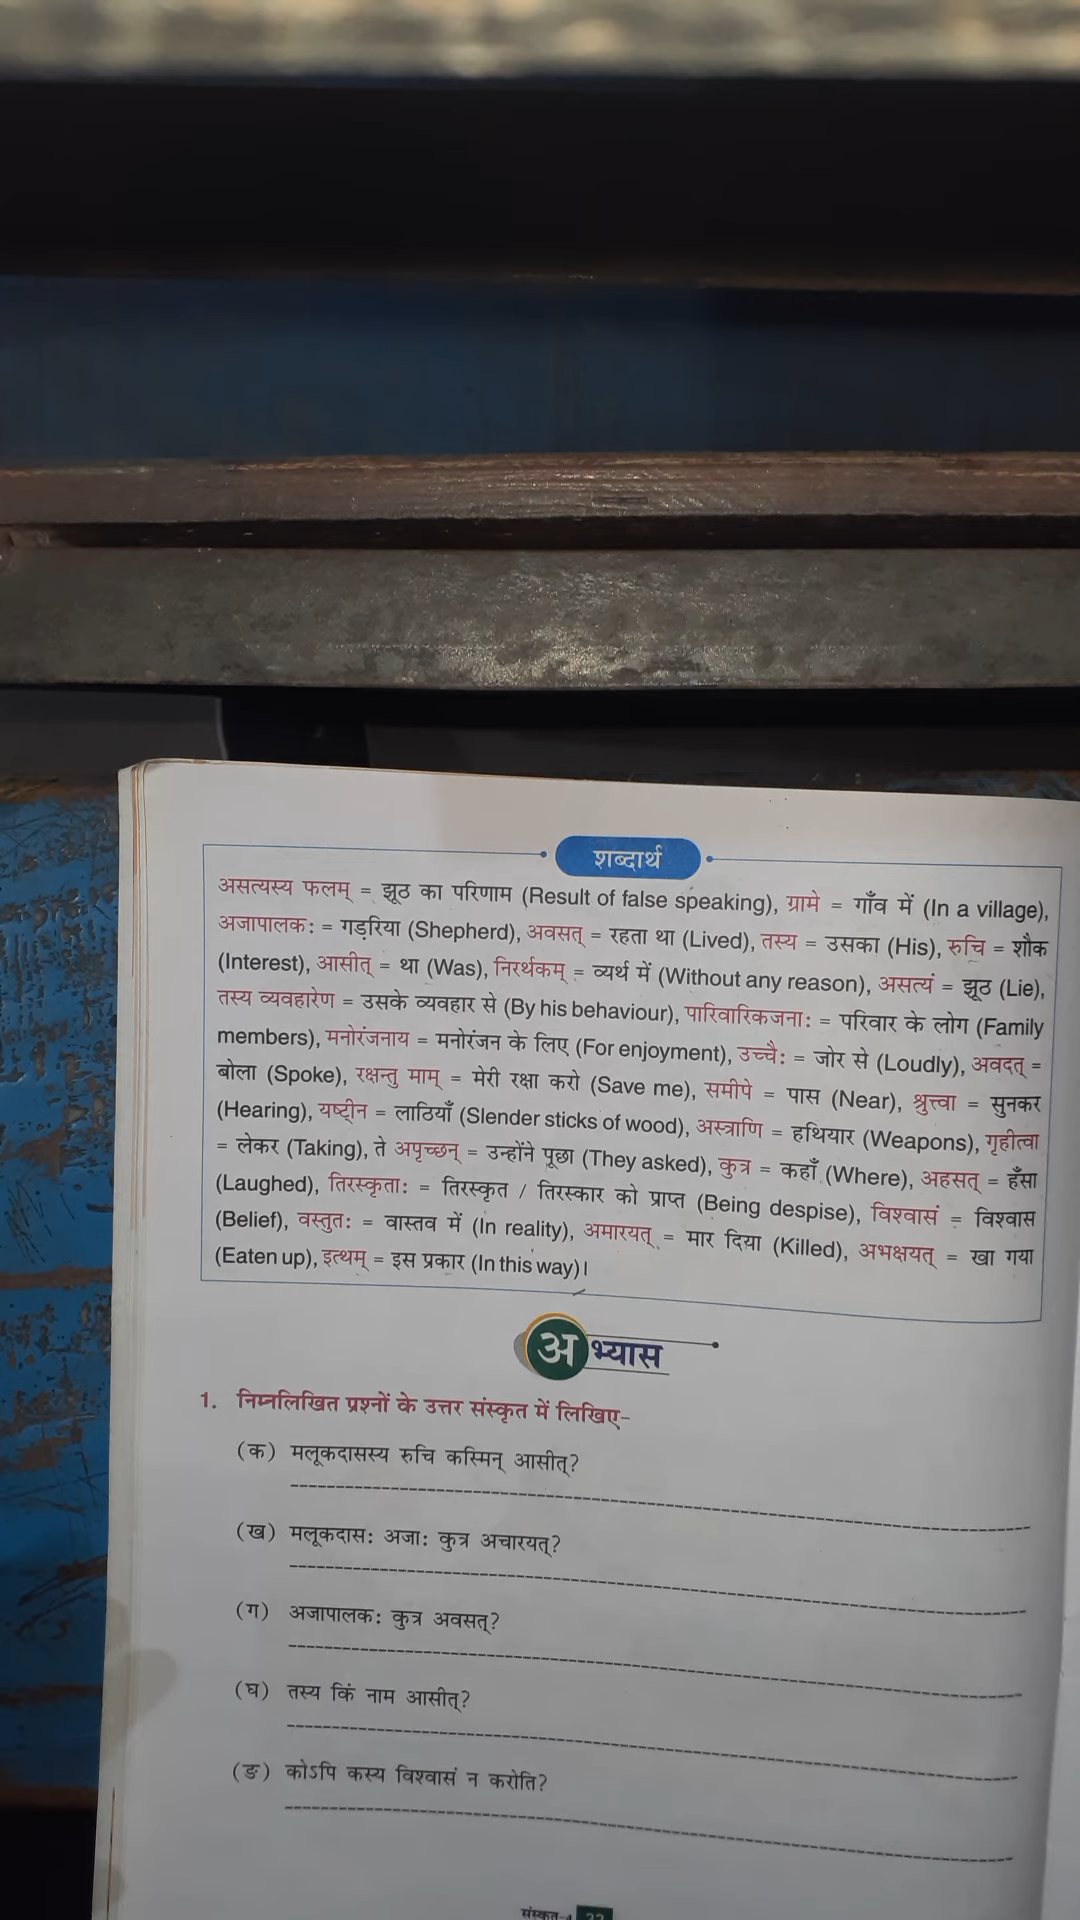 शब्दार्थ
असत्यस्य फलम् = झूठ का परिणाम (Result of false speaking), ग्रामे = गाँव में (In a village),
अजापालक: = गड़रिया (Shepherd), अवसत् = रहता था (Lived), तस्य = उसका (His), रुचि = शौक
(Interest), आसीत् = था (Was), निरर्थकम् = व्यर्थ में (Without any reason), असत्यं = झूठ (Lie),
तस्य व्यवहारेण = उसके व्यवहार से (By his behaviour), पारिवारिकजना: = परिवार के लोग (Family
members), मनोरंजनाय = मनोरंजन के लिए (For enjoyment), उच्चै: = जोर से (Loudly), अवदत् =
बोला (Spoke), रक्षन्तु माम् = मेरी रक्षा करो (Save me), समीपे = पास (Near), श्रुत्त्वा = सुनकर
(Hearing), यष्टीन = लाठियाँ (Slender sticks of wood), अस्त्राणि = हथियार (Weapons), गृहीत्वा
= लेकर (Taking), ते अपृच्छन् = उन्होंने पूछा (They asked), कुत्र = कहाँ (Where), अहसत् = हँसा
(Laughed), तिरस्कृता: = तिरस्कृत / तिरस्कार को प्राप्त (Being despise), विश्वासं = विश्वास
(Belief), वस्तुत: = वास्तव में (In reality), अमारयत् = मार दिया (Killed), अभक्षयत् = खा गया
(Eaten up), इत्थम् = इस प्रकार (In this way)।
अभ्यास
1. निम्नलिखित प्रश्नों के उत्तर संस्कृत में लिखिए-
(क) मलूकदासस्य रुचि कस्मिन् आसीत्?
(ख) मलूकदास: अजा: कुत्र अचारयत्?
(ग) अजापालक: कुत्र अवसत्?
(घ) तस्य किं नाम आसीत्?
(ङ) कोऽपि कस्य विश्वासं न करोति?
संस्कृत-4 22